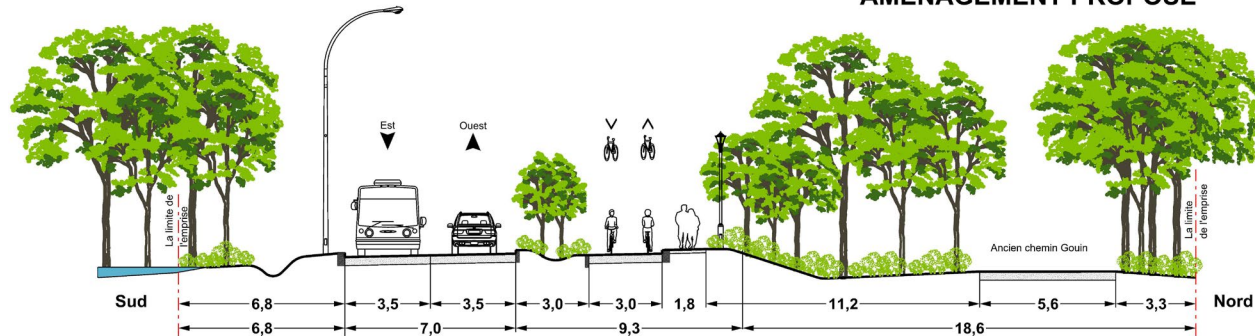 AMÉNAGEMENT PROPOSÉ
Est
Ouest
La limite de
l'emprise
La limite
de l'emprise
Ancien chemin Gouin
Sud
6,8
3,5
3,5
3,0
3,0
1,8
11,2
5,6
3,3
Nord
6,8
7,0
9,3
18,6